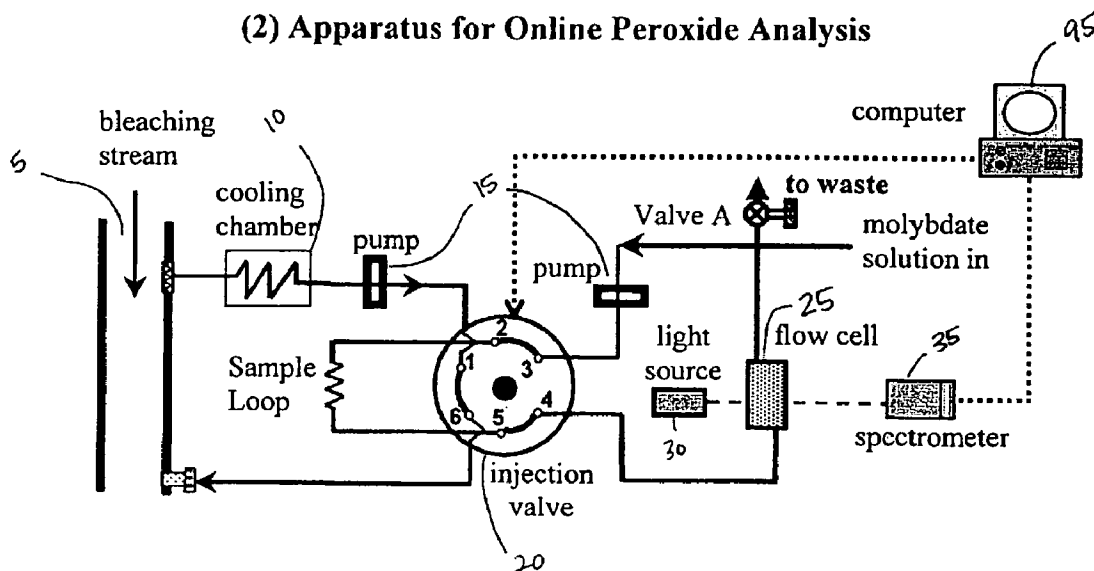 (2) Apparatus for Online Peroxide Analysis
95
computer
bleaching
stream
10
5
cooling
chamber
15
pump
to waste
Valve A
molybdate
solution in
pump
25
flow cell
35
light
source
30
spectrometer
Sample
Loop
1
2
3
4
5
6
injection
valve
20